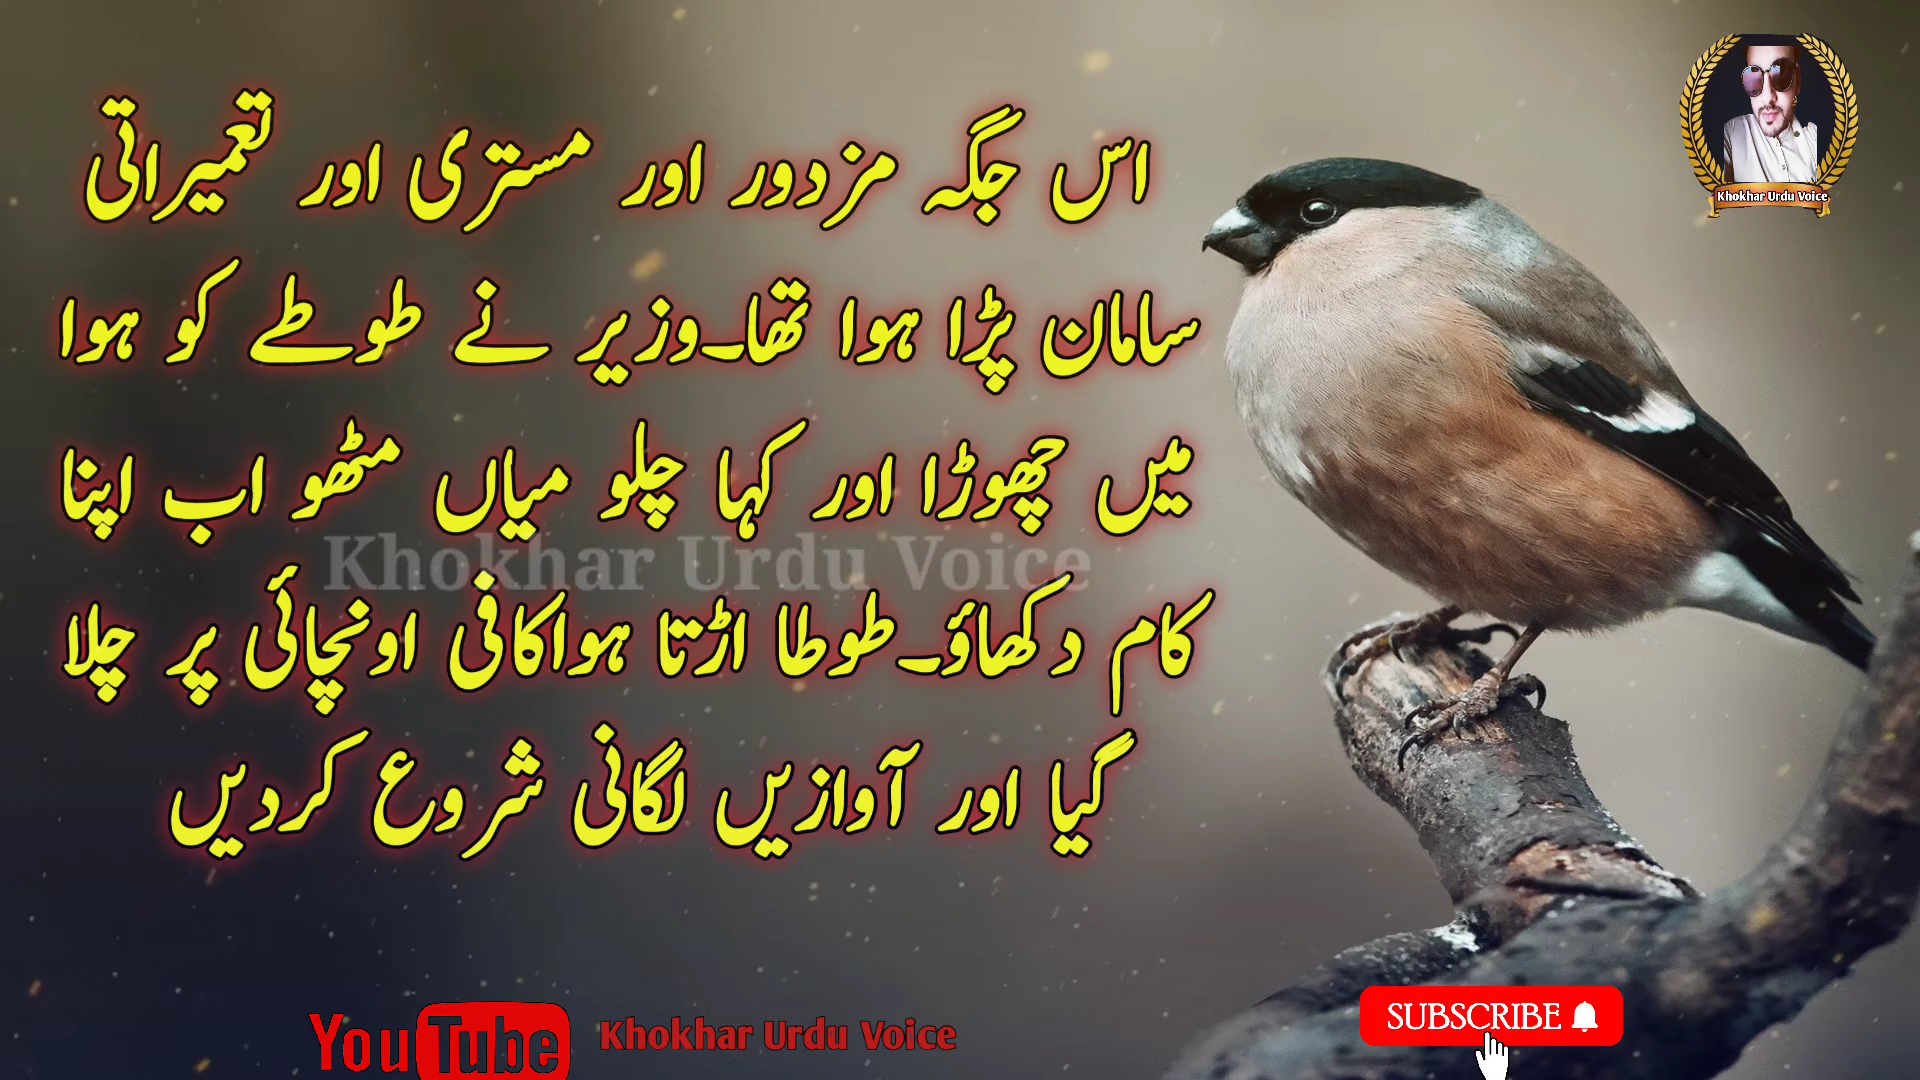 اس جگہ مزدور اور مستری اور تعمیراتی
سامان پڑا ہوا تھا۔وزیر نے طوطے کو ہوا
میں چھوڑا اور کہا چلو میاں مٹھو اب اپنا
کام دکھاؤ۔طوطا اڑتا ہواکافی اونچائی پر چلا
گیا اور آوازیں لگانی شروع کردیں
Khokhar Urdu Voice
Khokhar Urdu Voice
YouTube Khokhar Urdu Voice
SUBSCRIBE